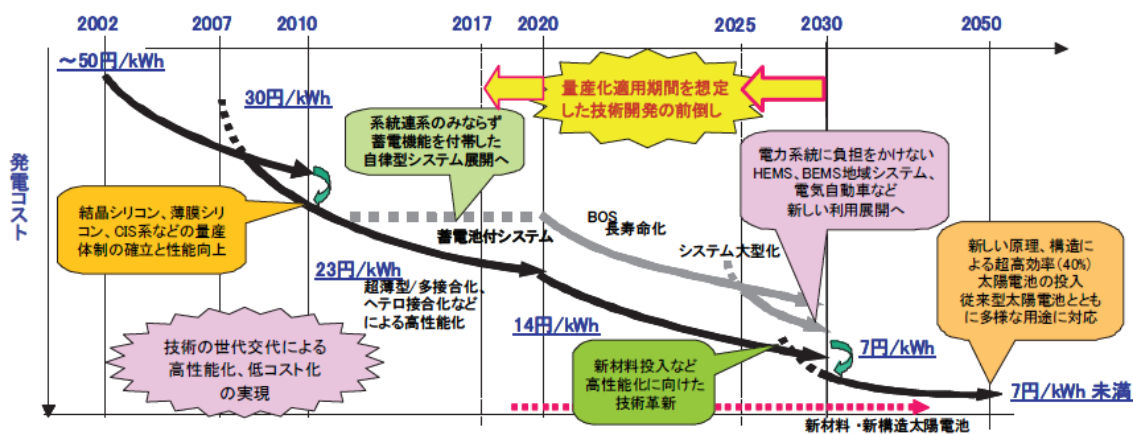 2002
2007
2010
2017
2020
2025
2030
2050
～50円/kWh
30円/kWh
量産化適用期間を想定
した技術開発の前倒し
系統連系のみならず
蓄電機能を付帯した
自律型システム展開へ
電力系統に負担をかけない
HEMS、BEMS地域システム、
電気自動車など
新しい利用展開へ
発電コスト
結晶シリコン、薄膜シリ
コン、CIS系などの量産
体制の確立と性能向上
蓄電池付システム
BOS
長寿命化
システム大型化
新しい原理、構造に
よる超高効率(40%)
太陽電池の投入
従来型太陽電池ととも
に多様な用途に対応
23円/kWh
超薄型/多接合化、
ヘテロ接合化など
による高性能化
14円/kWh
7円/kWh
技術の世代交代による
高性能化、低コスト化
の実現
新材料投入など
高性能化に向けた
技術革新
7円/kWh 未満
新材料・新構造太陽電池